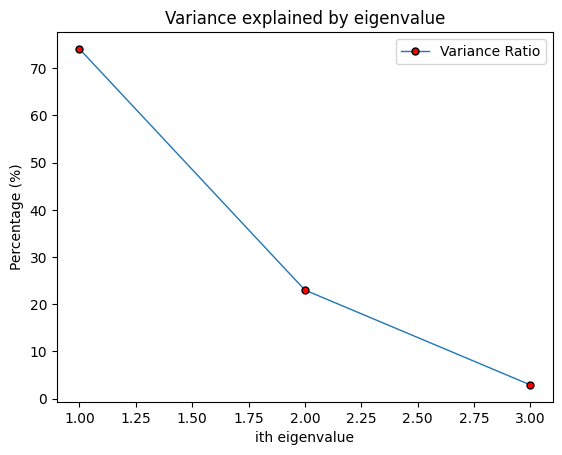 Variance explained by eigenvalue
Variance Ratio
Percentage (%)
70
60
50
40
30
20
10
0
1.00 1.25 1.50 1.75 2.00 2.25 2.50 2.75 3.00
ith eigenvalue